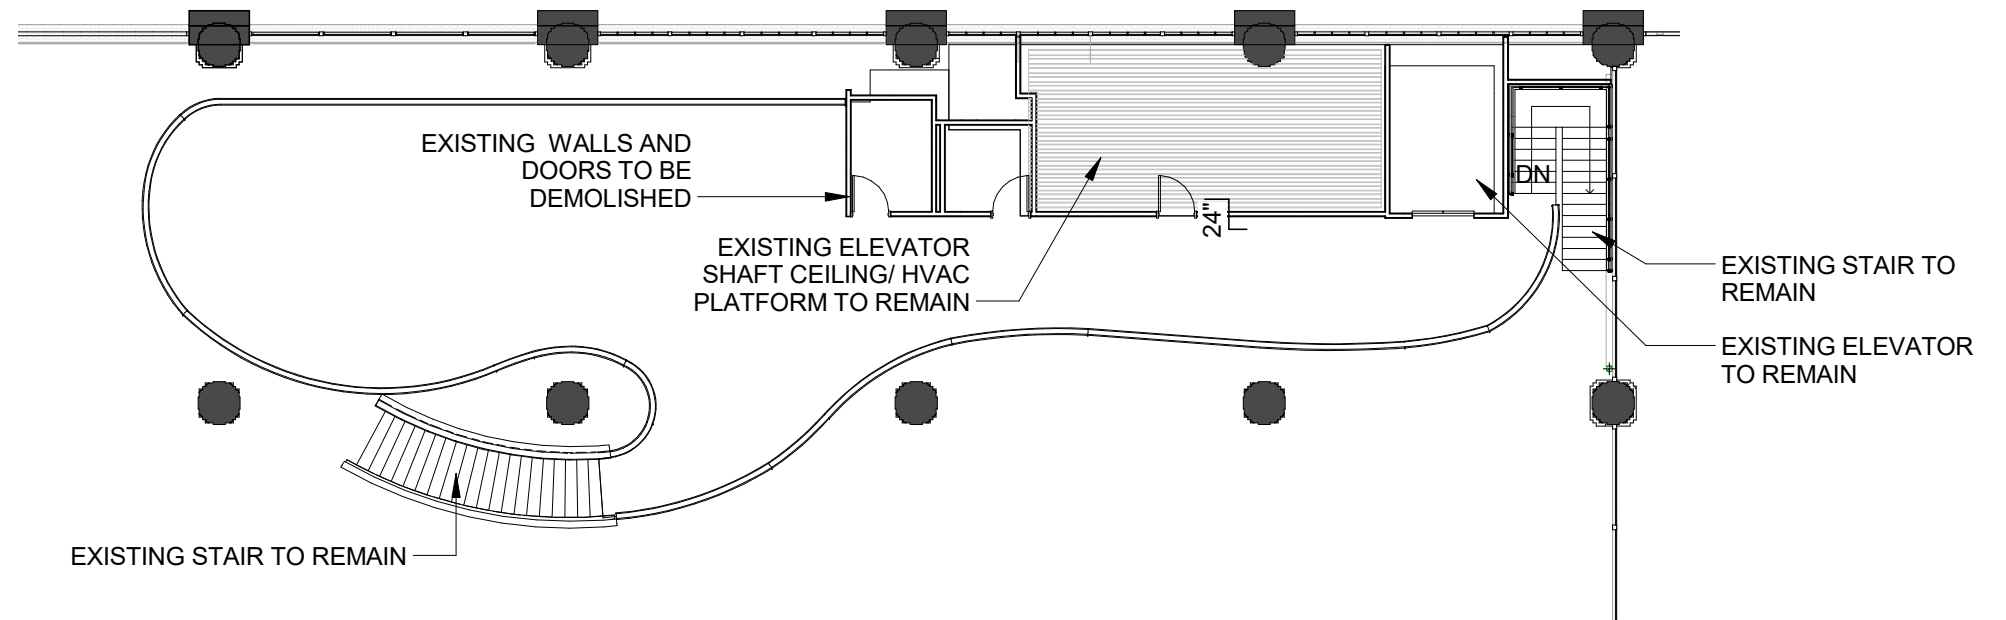 EXISTING WALLS AND
DOORS TO BE
DEMOLISHED
EXISTING ELEVATOR
SHAFT CEILING/ HVAC
PLATFORM TO REMAIN
24"
DN
EXISTING STAIR TO
REMAIN
EXISTING ELEVATOR
TO REMAIN
EXISTING STAIR TO REMAIN